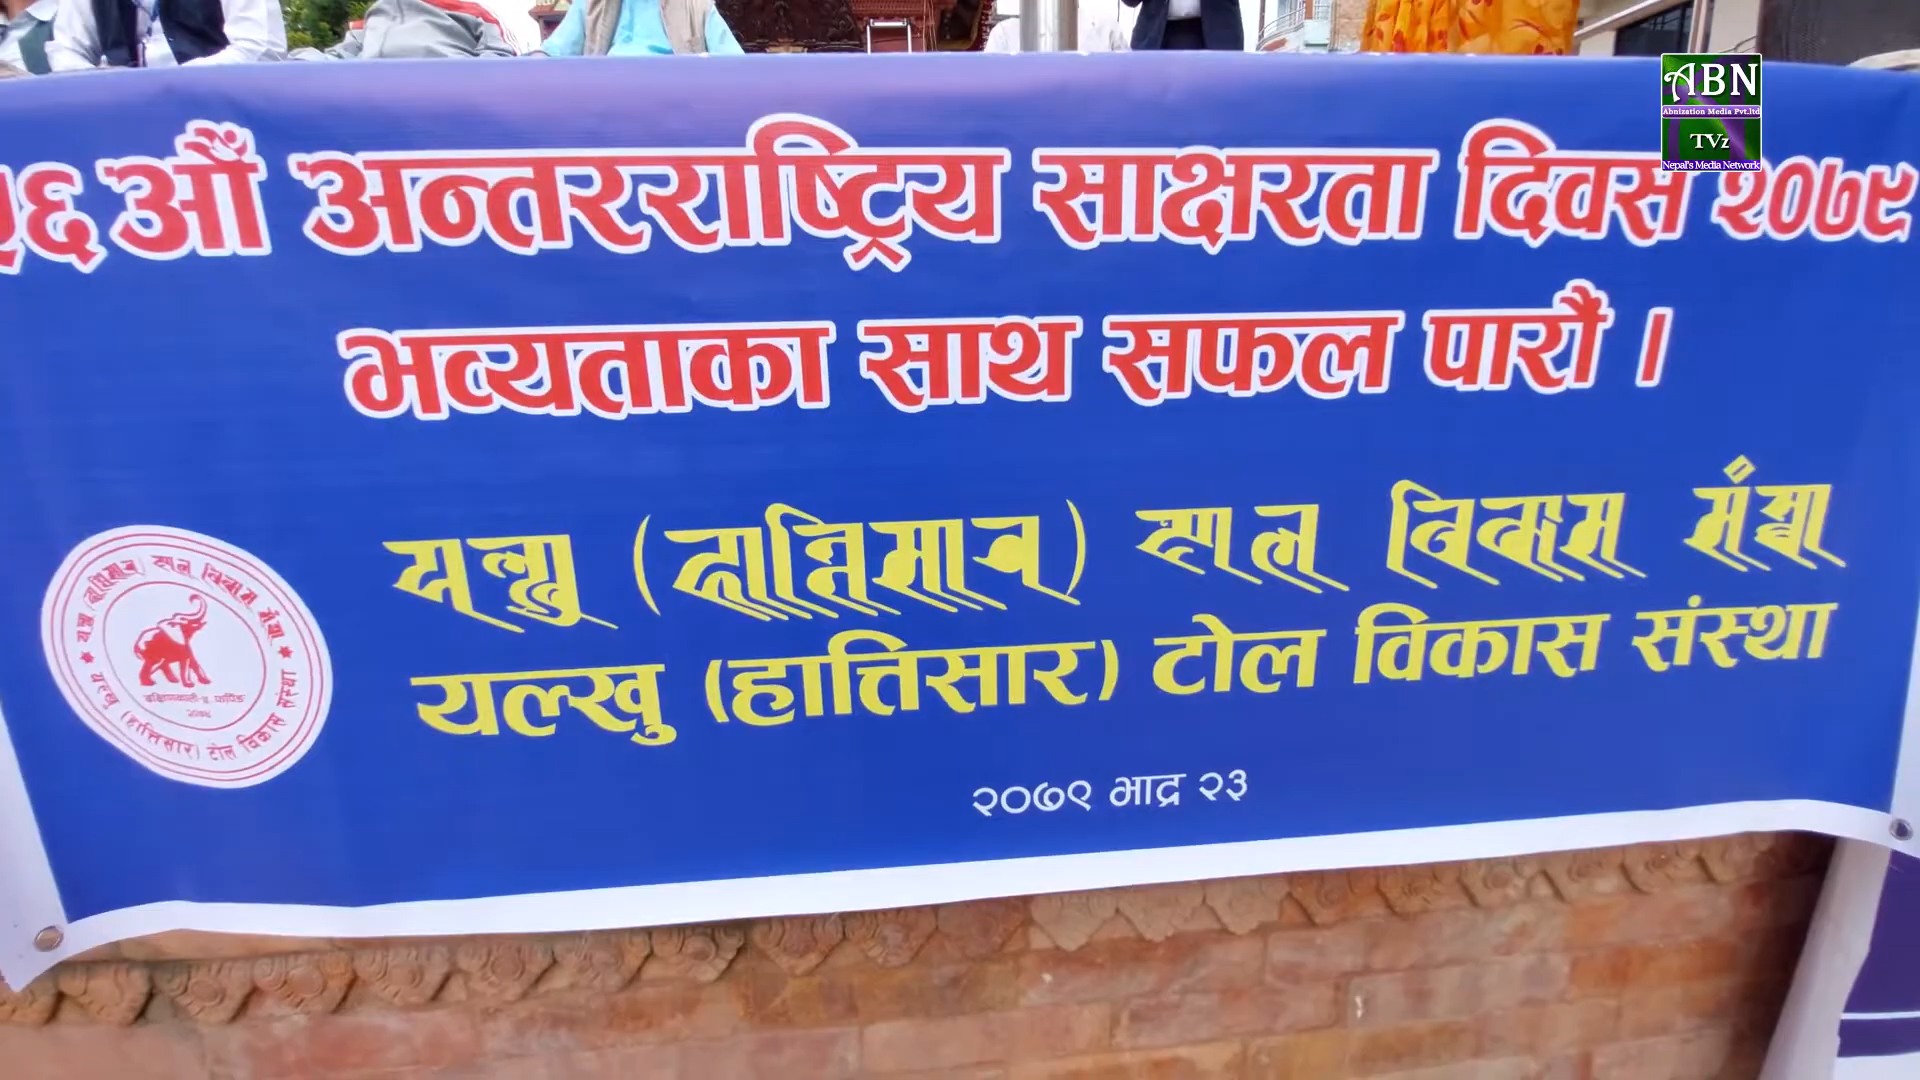 ABN
Abnization Media Pvt.ltd
TVz
Nepal's Media Network
५६औं अन्तरराष्ट्रिय साक्षरता दिवस २०७९
भव्यताका साथ सफल पारौं ।
यल्खु (हात्तिसार) टोल विकास संस्था
२०७९ भाद्र २३
यल्खु (हात्तिसार) टोल विकास संस्था